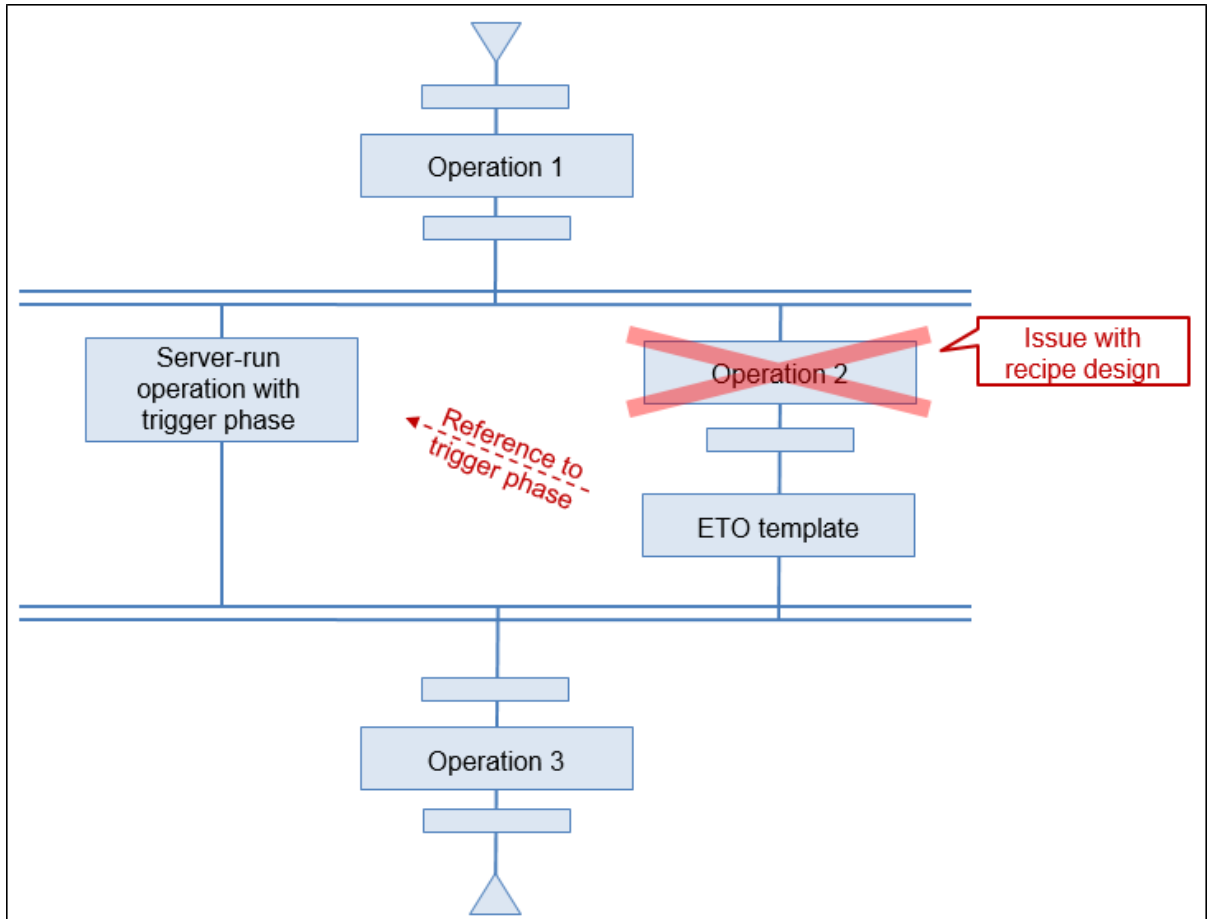 Operation 1
Server-run
operation with
trigger phase
Operation 2
Issue with
recipe design
Reference to
trigger phase
ETO template
Operation 3